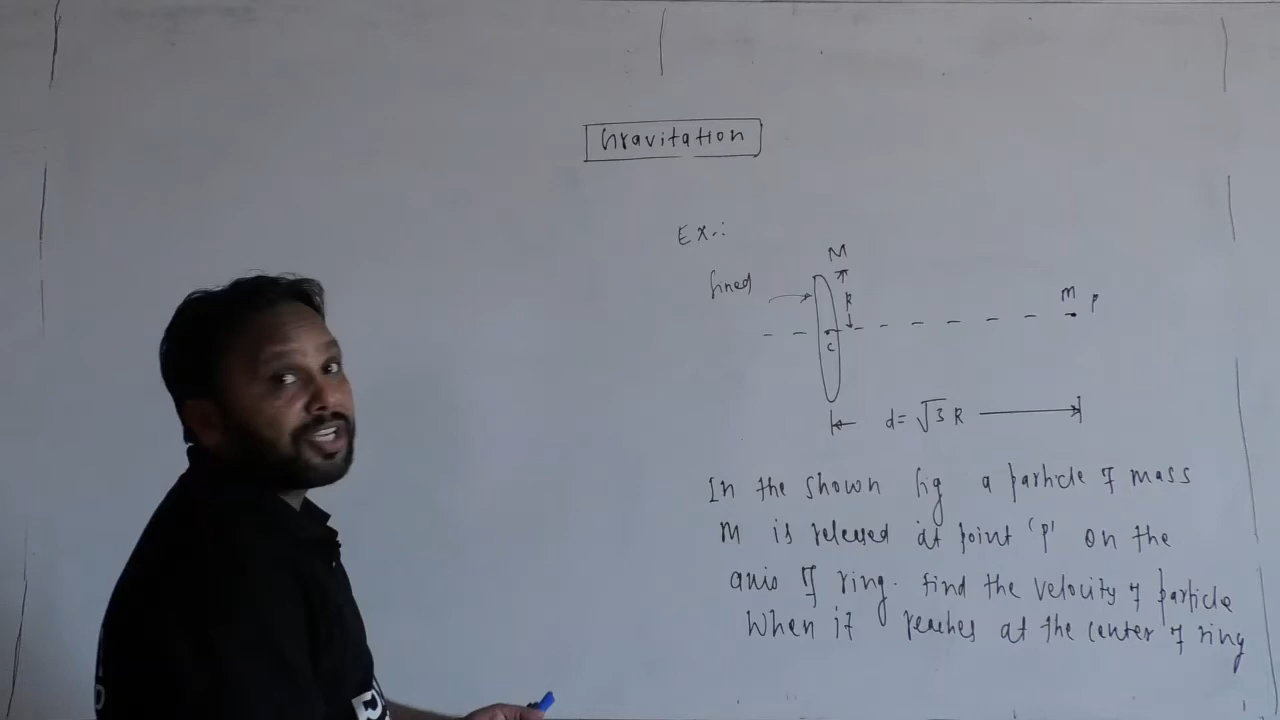 Gravitation
Ex.:
M
fixed
R
m P
C
d = √3 R
In the shown fig a particle of mass
m is released at point 'P' on the
axis of ring. find the velocity of particle
When it reaches at the center of ring